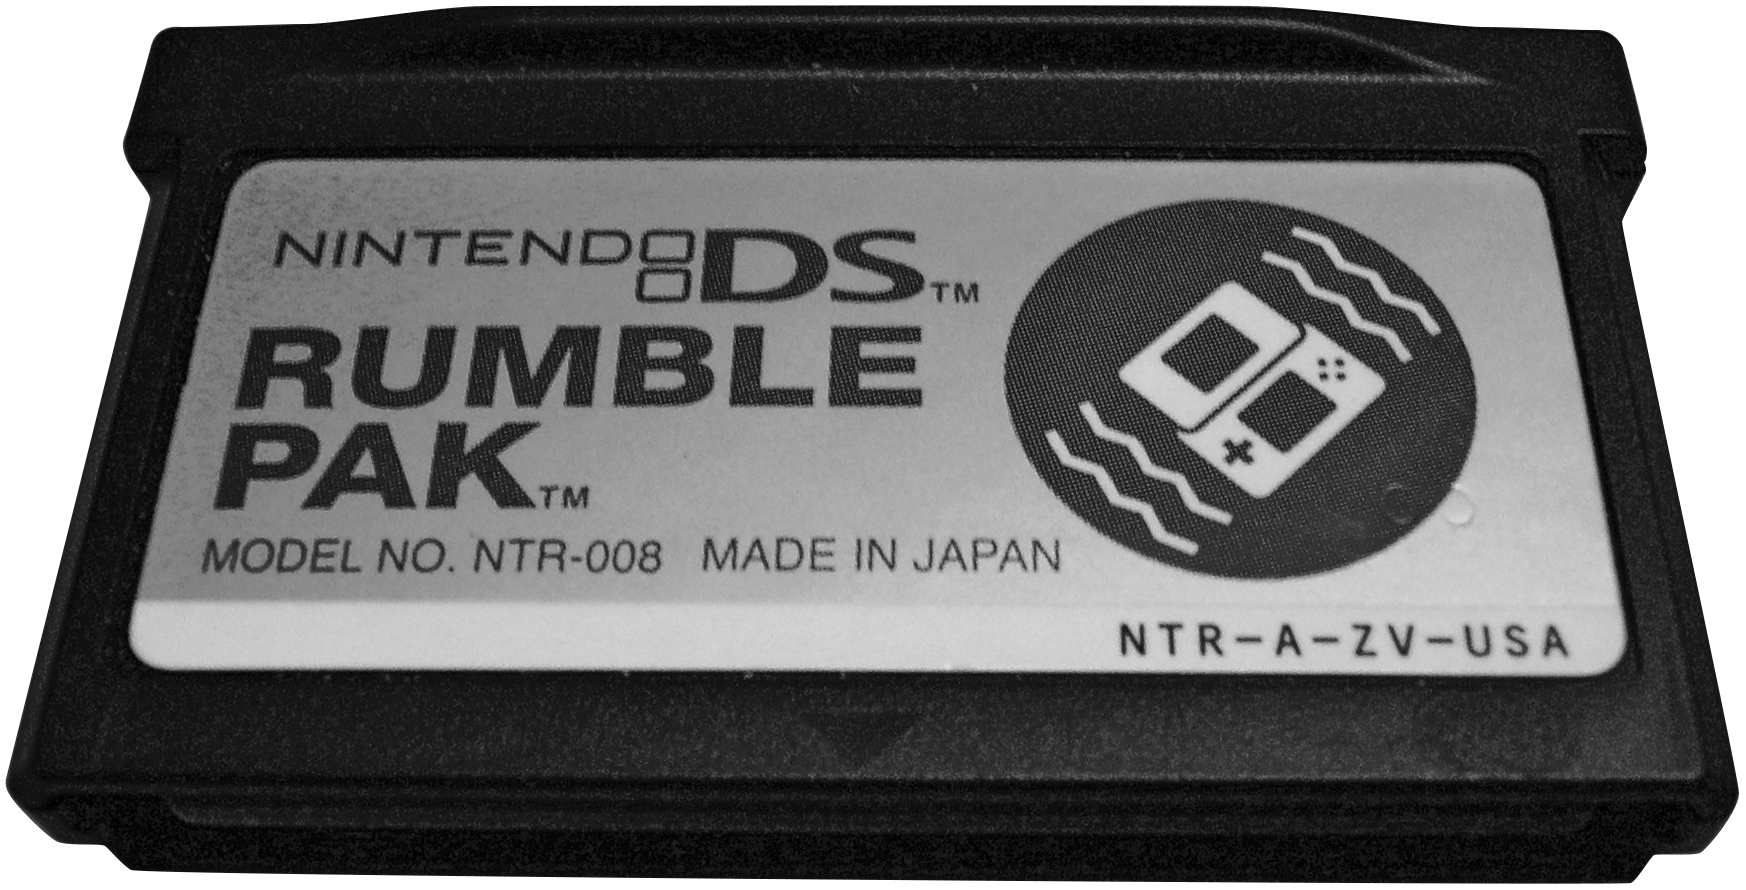 NINTENDO DS™
RUMBLE
PAK™
MODEL NO. NTR-008 MADE IN JAPAN
NTR-A-ZV-USA